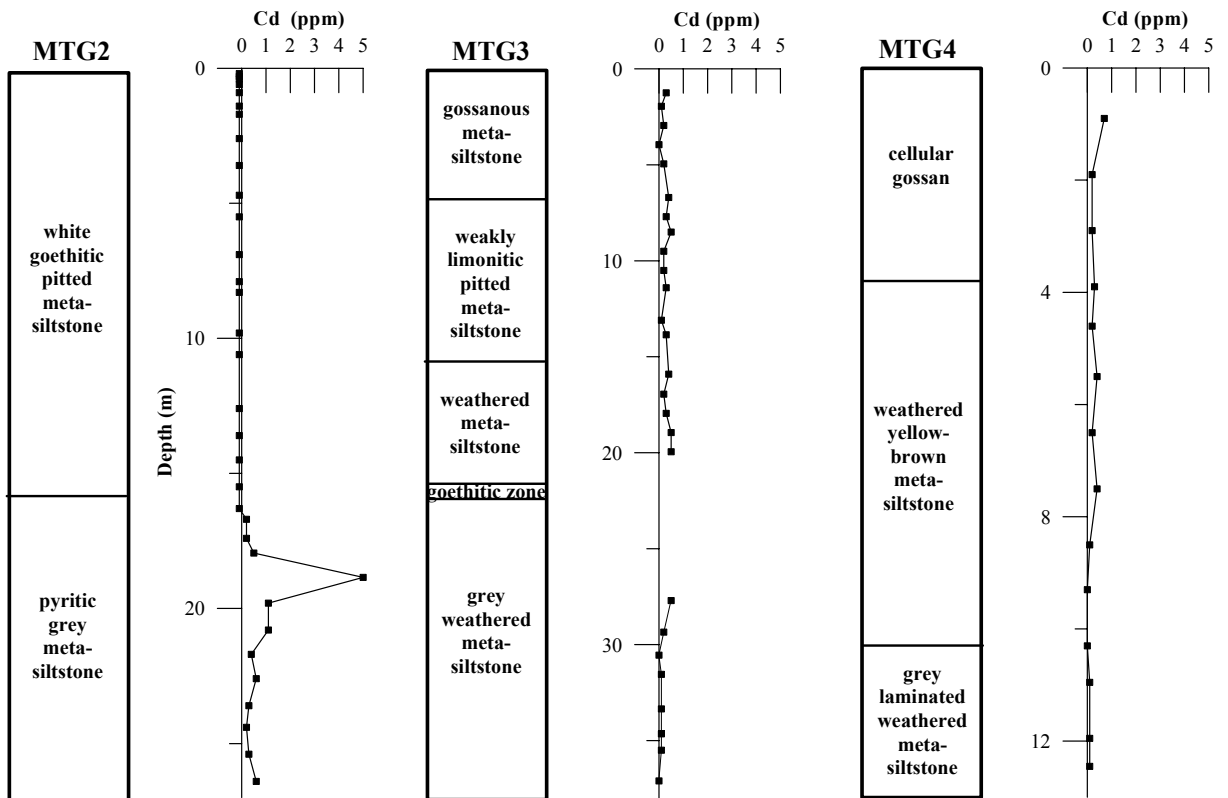 MTG2
white
goethitic
pitted
meta-
siltstone
pyritic
grey
meta-
siltstone
Cd (ppm)
0 1 2 3 4 5
0
10
20
Depth (m)
MTG3
gossanous
meta-
siltstone
weakly
limonitic
pitted
meta-
siltstone
weathered
meta-
siltstone
goethitic zone
grey
weathered
meta-
siltstone
Cd (ppm)
0 1 2 3 4 5
0
10
20
30
MTG4
cellular
gossan
weathered
yellow-
brown
meta-
siltstone
grey
laminated
weathered
meta-
siltstone
Cd (ppm)
0 1 2 3 4 5
0
4
8
12